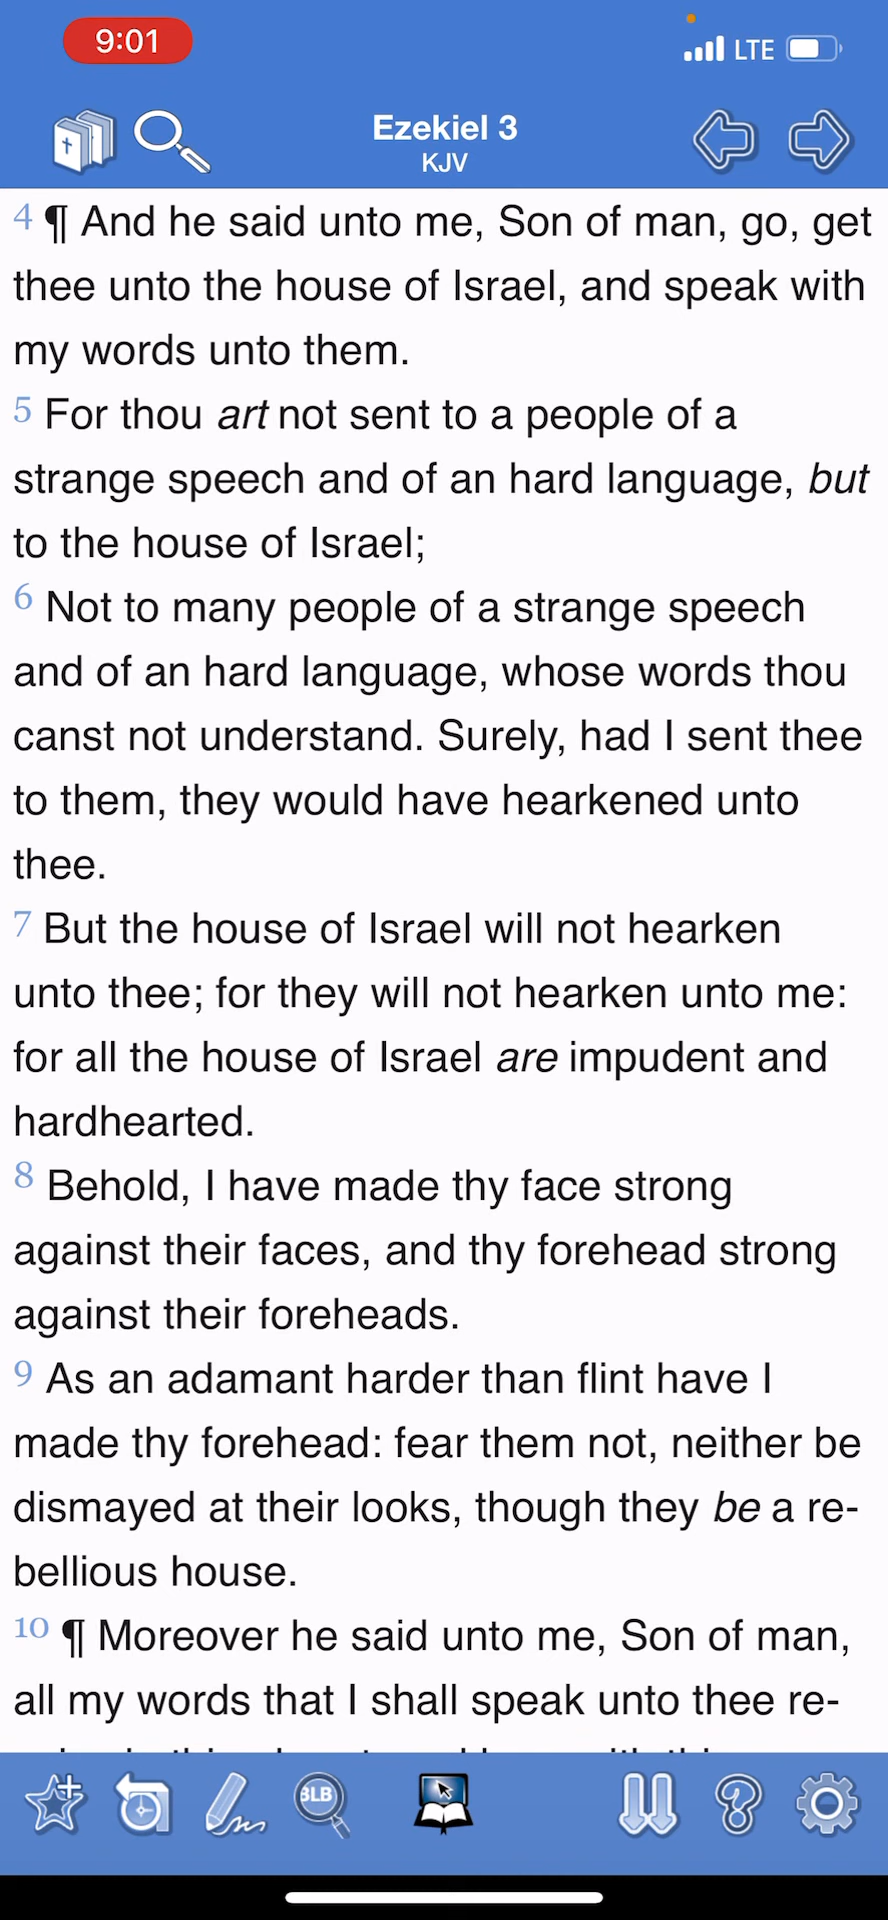 9:01
LTE
Ezekiel 3
KJV
4 ¶ And he said unto me, Son of man, go, get
thee unto the house of Israel, and speak with
my words unto them.
5 For thou art not sent to a people of a
strange speech and of an hard language, but
to the house of Israel;
6 Not to many people of a strange speech
and of an hard language, whose words thou
canst not understand. Surely, had I sent thee
to them, they would have hearkened unto
thee.
7 But the house of Israel will not hearken
unto thee; for they will not hearken unto me:
for all the house of Israel are impudent and
hardhearted.
8 Behold, I have made thy face strong
against their faces, and thy forehead strong
against their foreheads.
9 As an adamant harder than flint have I
made thy forehead: fear them not, neither be
dismayed at their looks, though they be a re-
bellious house.
10 ¶ Moreover he said unto me, Son of man,
all my words that I shall speak unto thee re-
BLB